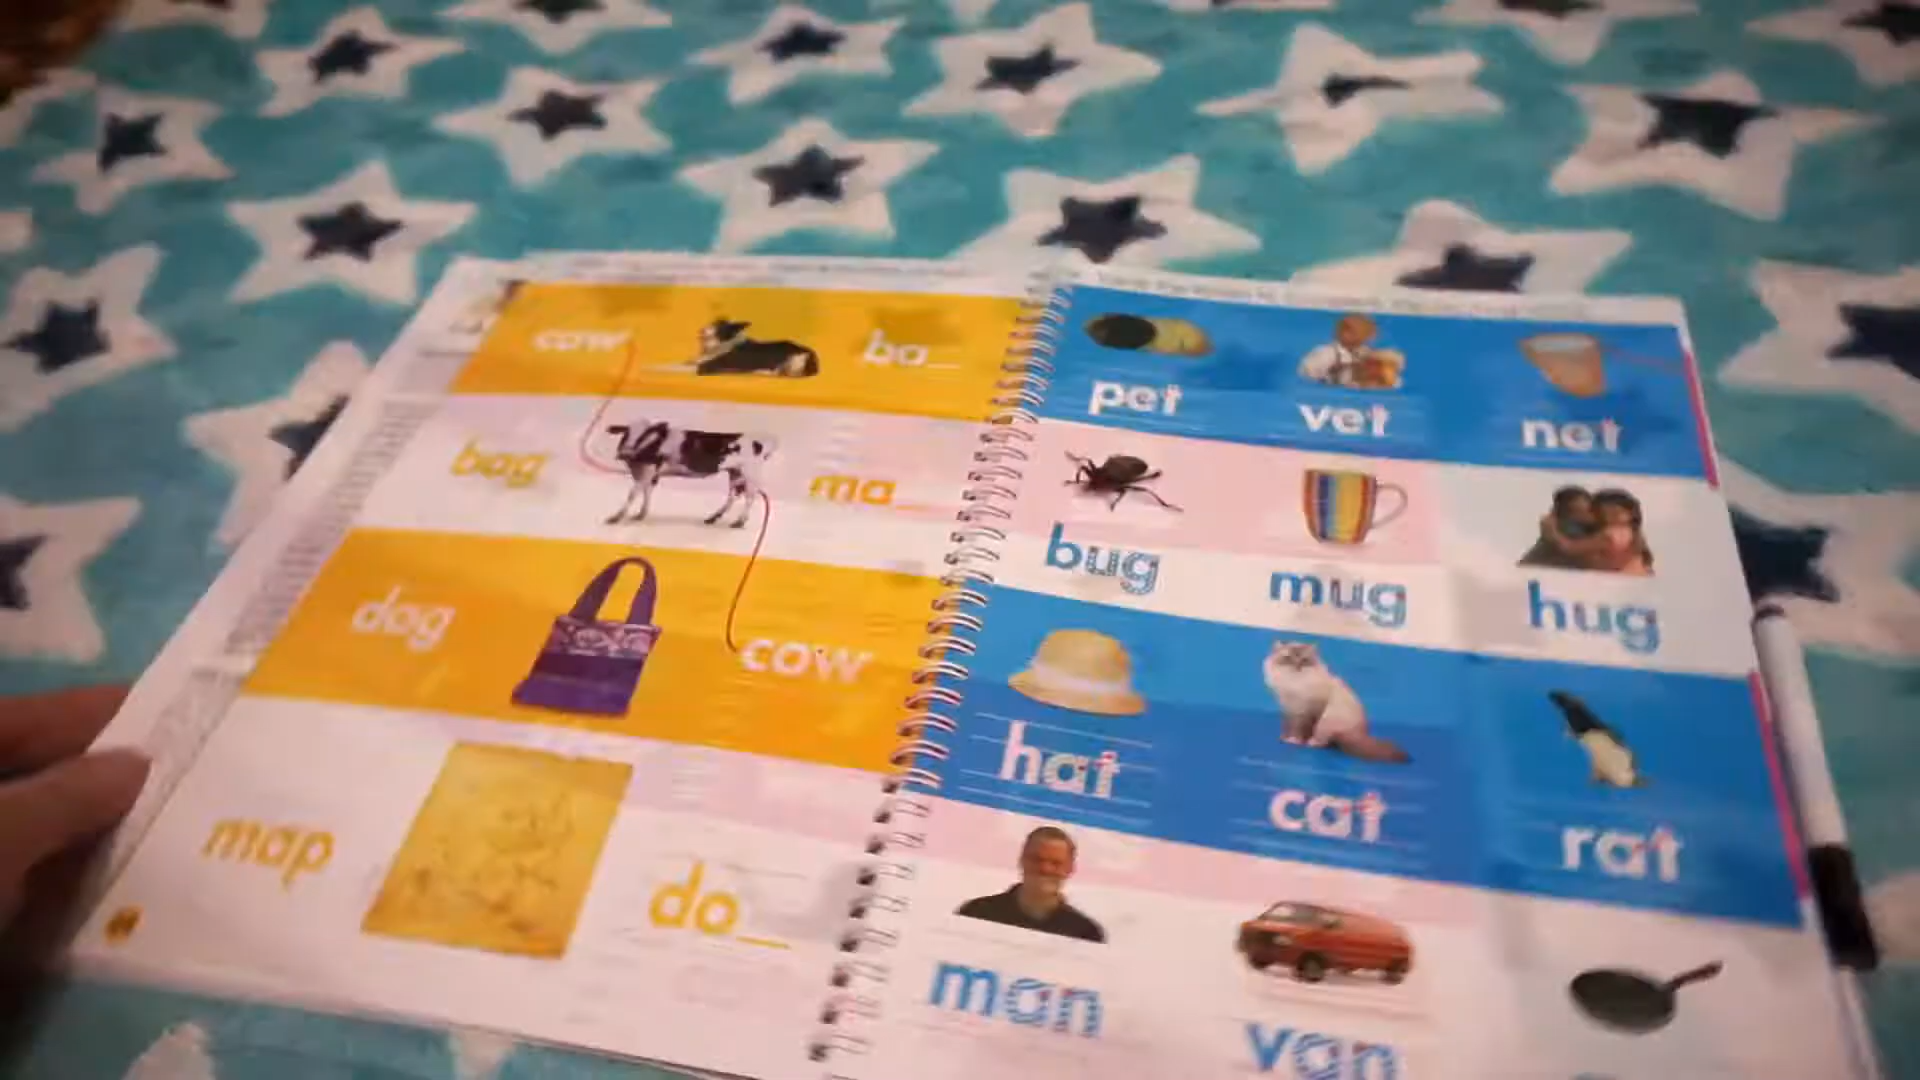 cow ba_
bag ma_
dog cow
map do_
pet vet net
bug mug hug
hat cat rat
man van